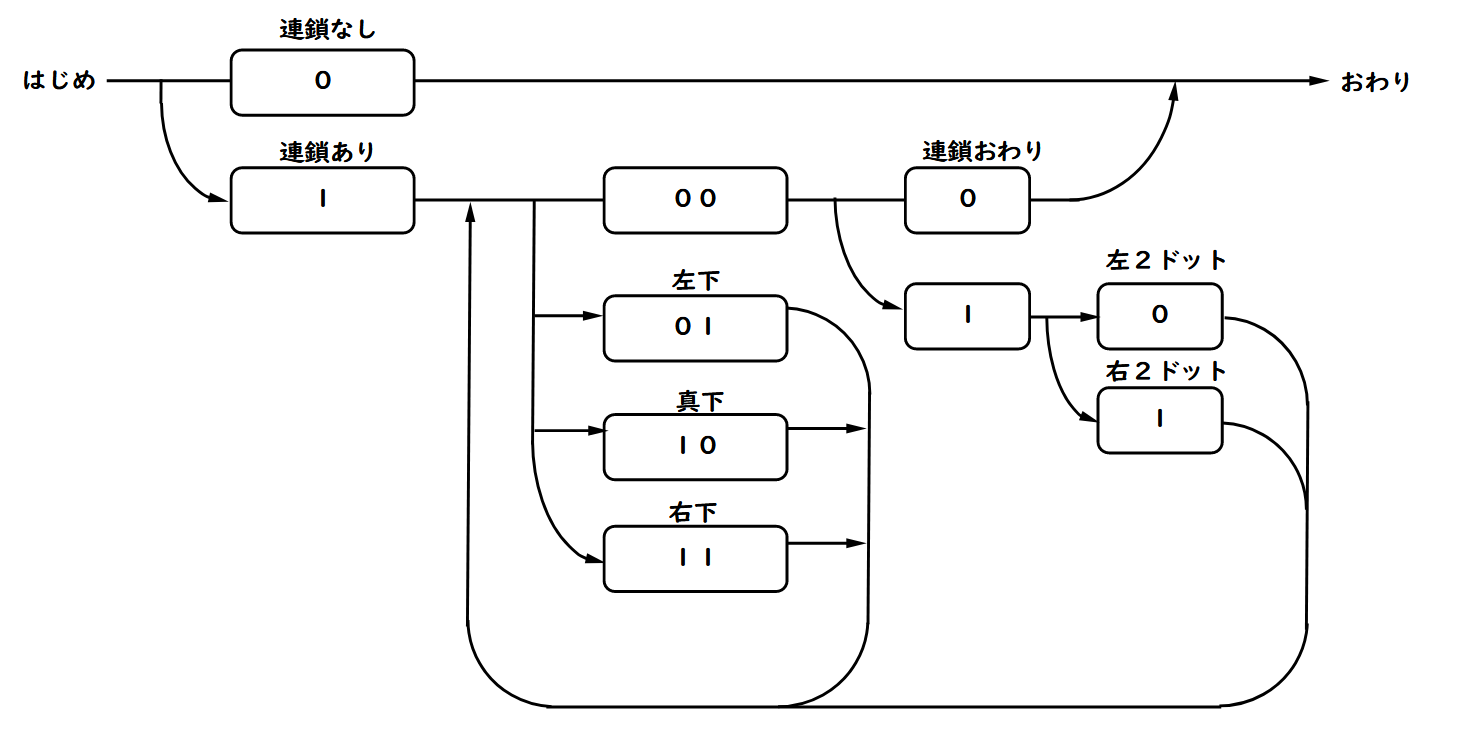 連鎖なし
はじめ
0
おわり
連鎖あり
1
00
連鎖おわり
0
左下
01
1
左2ドット
0
真下
10
右2ドット
1
右下
11